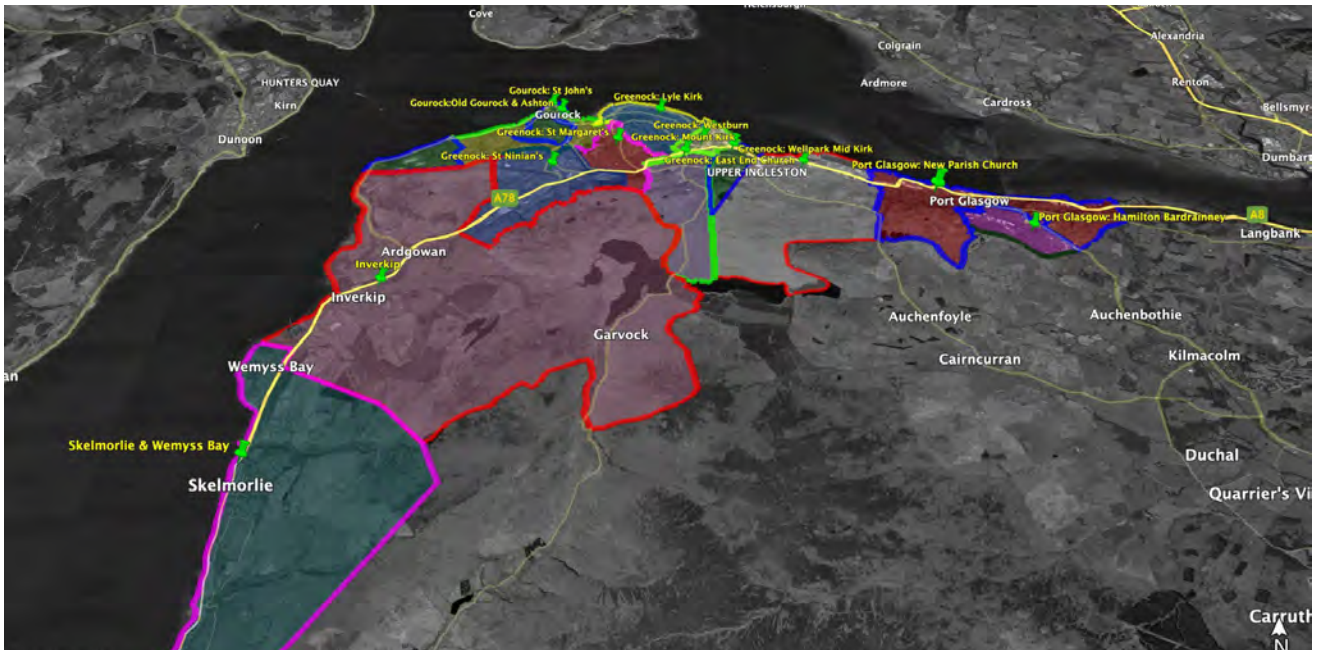 Cove
Colgrain
Alexandria
HUNTERS QUAY
Kirn
Ardmore
Renton
Gourock: St John's
Gourock:Old Gourock & Ashton
Gourock
Greenock: Lyle Kirk
Cardross
Bellsmyr
Dunoon
Greenock: St Margaret's
Greenock: Westburn
Greenock: Mount Kirk
Greenock: St Ninian's
Greenock: Wellpark Mid Kirk
Greenock: East End Church
UPPER INGLESTON
Port Glasgow: New Parish Church
Dumbart
A78
Port Glasgow
Port Glasgow: Hamilton Bardrainney
A8
Langbank
Ardgowan
Inverkip
Inverkip
Garvock
Auchenfoyle
Auchenbothie
Cairncurran
Kilmacolm
Wemyss Bay
an
Skelmorlie & Wemyss Bay
Skelmorlie
Duchal
Quarrier's Vi
Carruth
N